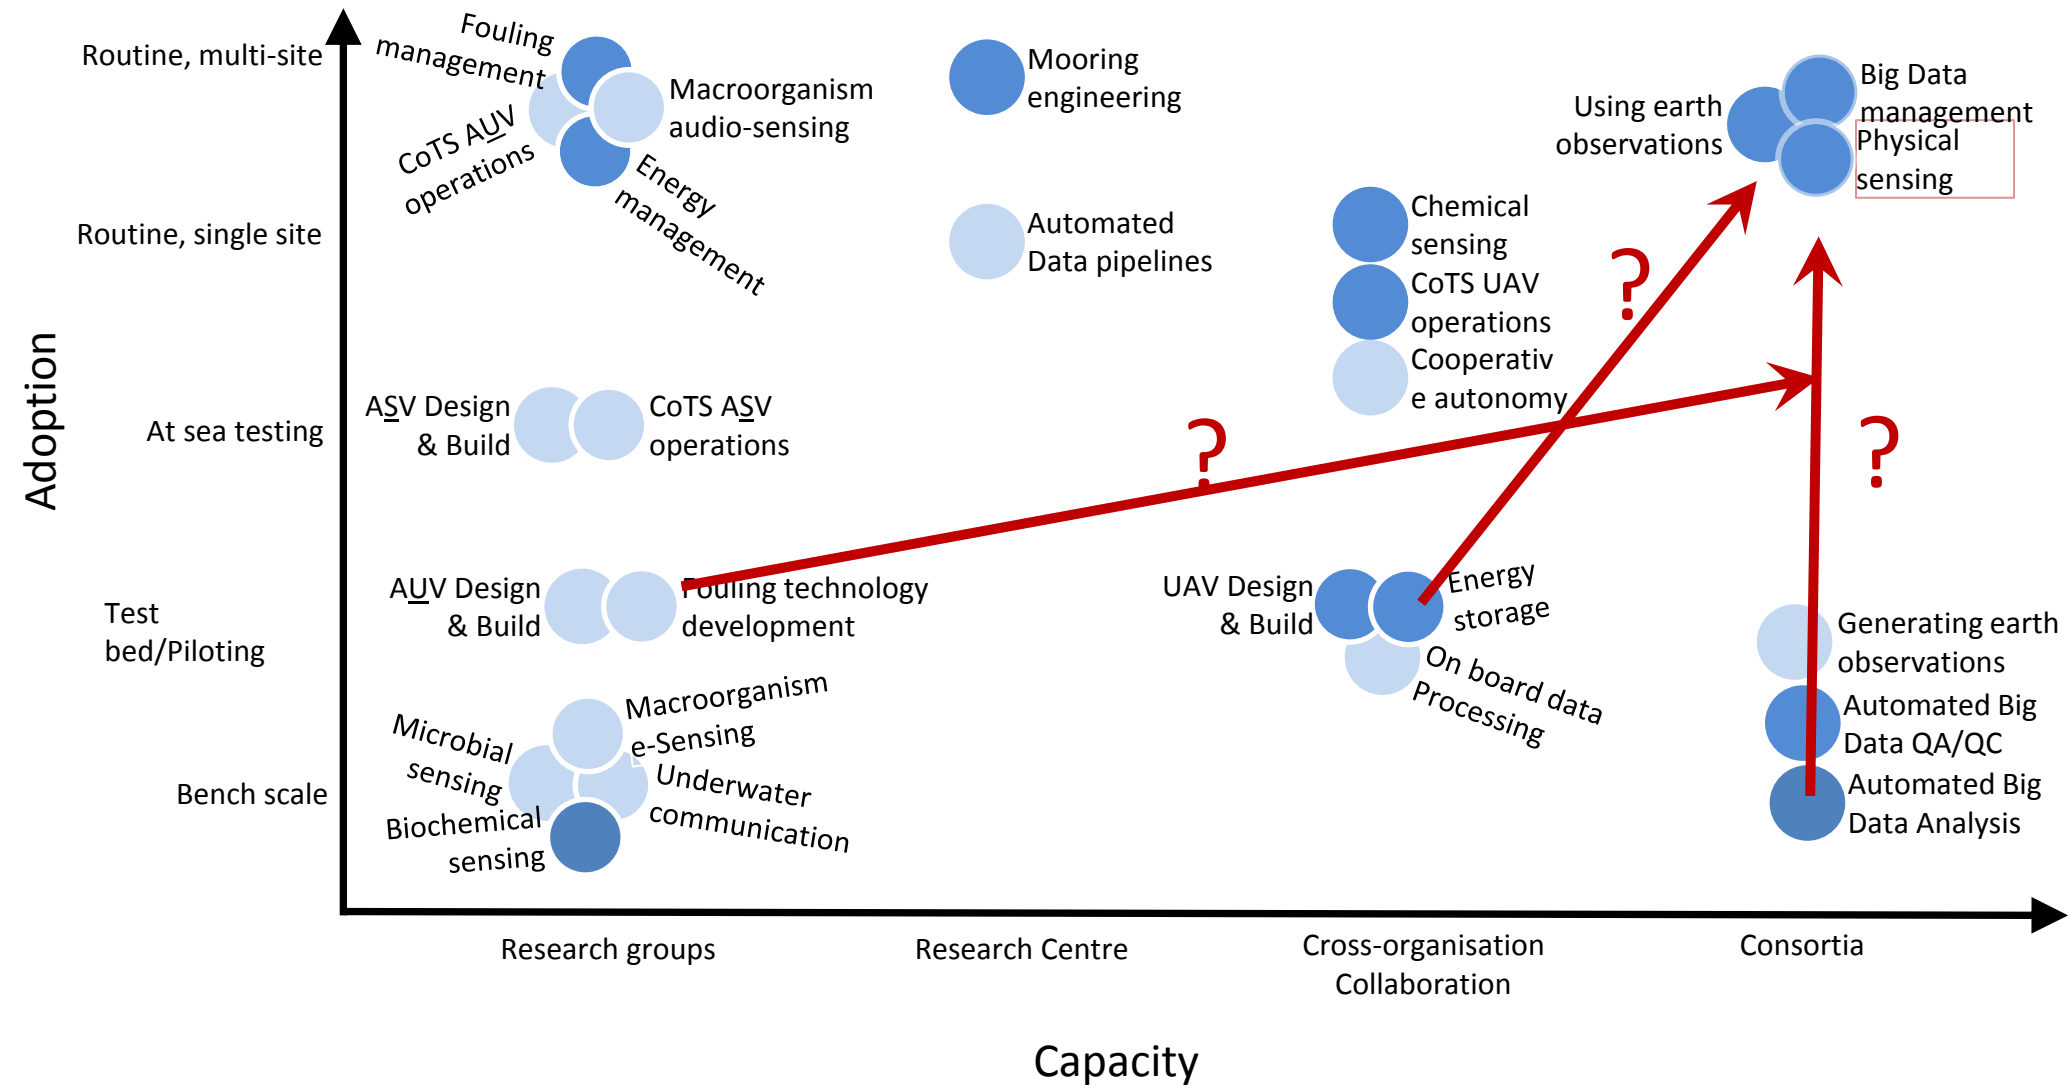 Routine, multi-site
Fouling
management
CoTS AUV
operations
Macroorganism
audio-sensing
Energy
management
Mooring
engineering
Using earth
observations
Big Data
management
Physical
sensing
Routine, single site
Automated
Data pipelines
Chemical
sensing
CoTS UAV
operations
Cooperativ
e autonomy
?
?
?
Adoption
At sea testing
ASV Design
& Build
CoTS ASV
operations
Test
bed/Piloting
AUV Design
& Build
Fouling technology
development
UAV Design
& Build
Energy
storage
On board data
Processing
Generating earth
observations
Automated Big
Data QA/QC
Automated Big
Data Analysis
Bench scale
Microbial
sensing
Macroorganism
e-Sensing
Underwater
communication
Biochemical
sensing
Research groups
Research Centre
Cross-organisation
Collaboration
Consortia
Capacity